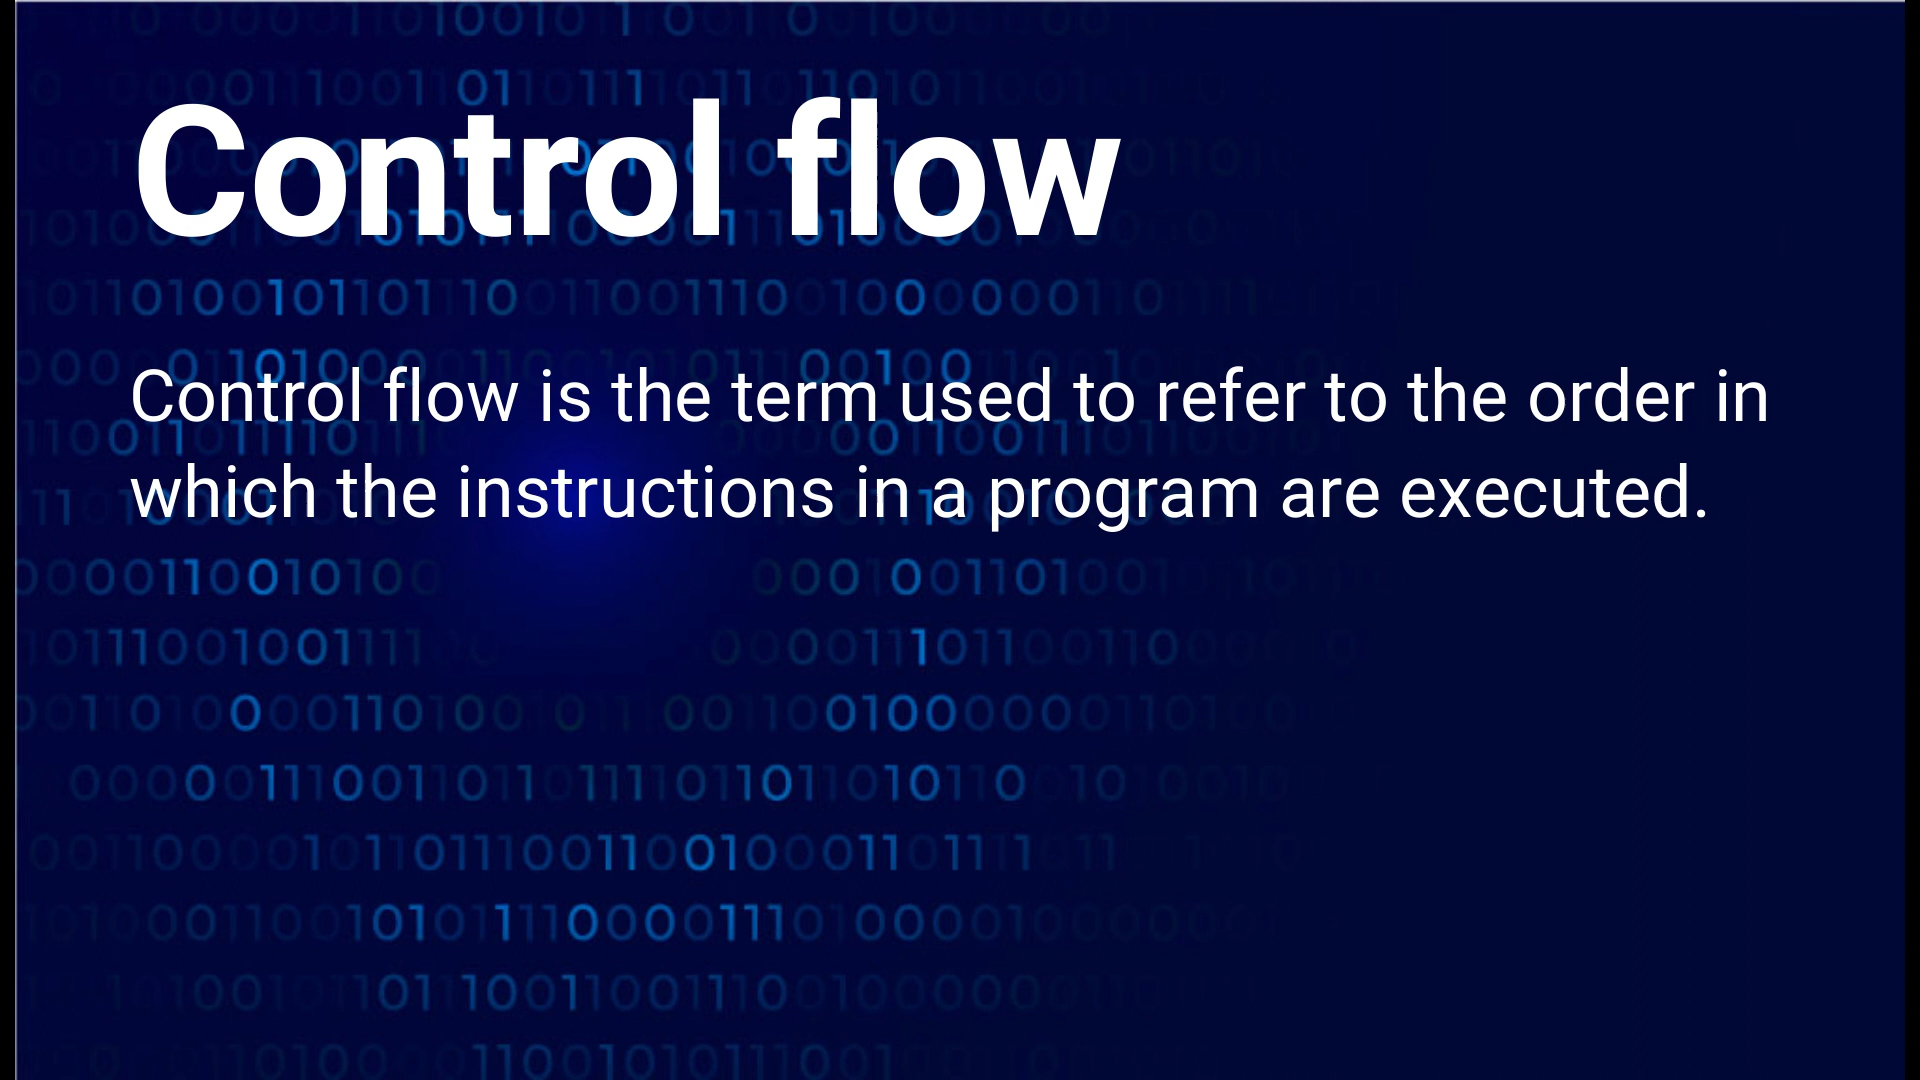 Control flow
Control flow is the term used to refer to the order in
which the instructions in a program are executed.